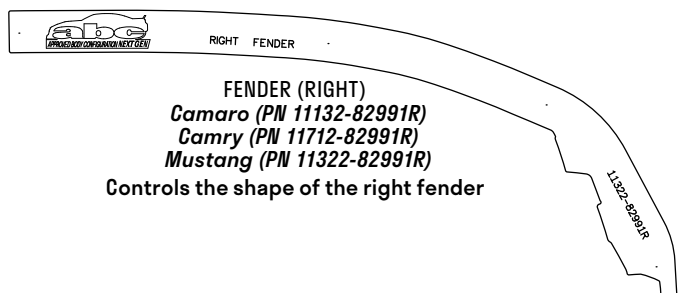 abc
APPROVED BODY CONFIGURATION NEXT GEN
RIGHT FENDER
FENDER (RIGHT)
Camaro (PN 11132-82991R)
Camry (PN 11712-82991R)
Mustang (PN 11322-82991R)
Controls the shape of the right fender
11322-82991R